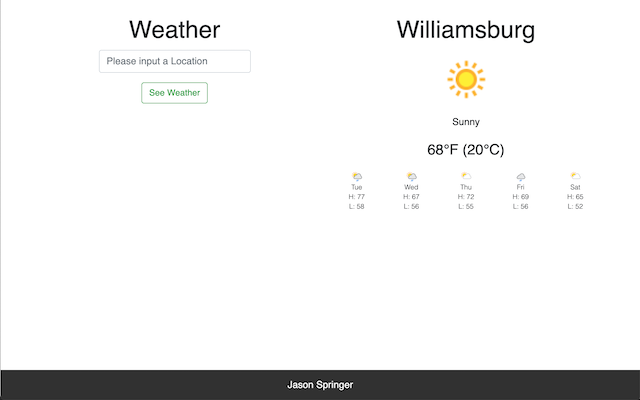 Weather
Please input a Location
See Weather
Williamsburg
Sunny
68°F (20°C)
Tue Wed Thu Fri Sat
H: 77 H: 67 H: 72 H: 69 H: 65
L: 58 L: 56 L: 55 L: 56 L: 52
Jason Springer